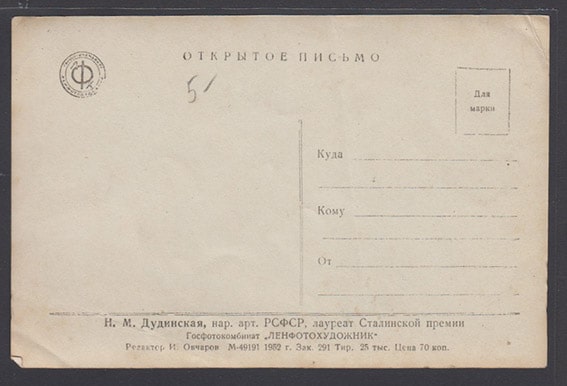 ОТКРЫТОЕ ПИСЬМО
5
Для
марки
Куда
Кому
От
Н. М. Дудинская, нар. арт. РСФСР, лауреат Сталинской премии
Госфотокомбинат „ЛЕНФОТОХУДОЖНИК“
Редактор И. Овчаров М-49191 1952 г. Зак. 291 Тир. 25 тыс. Цена 70 коп.